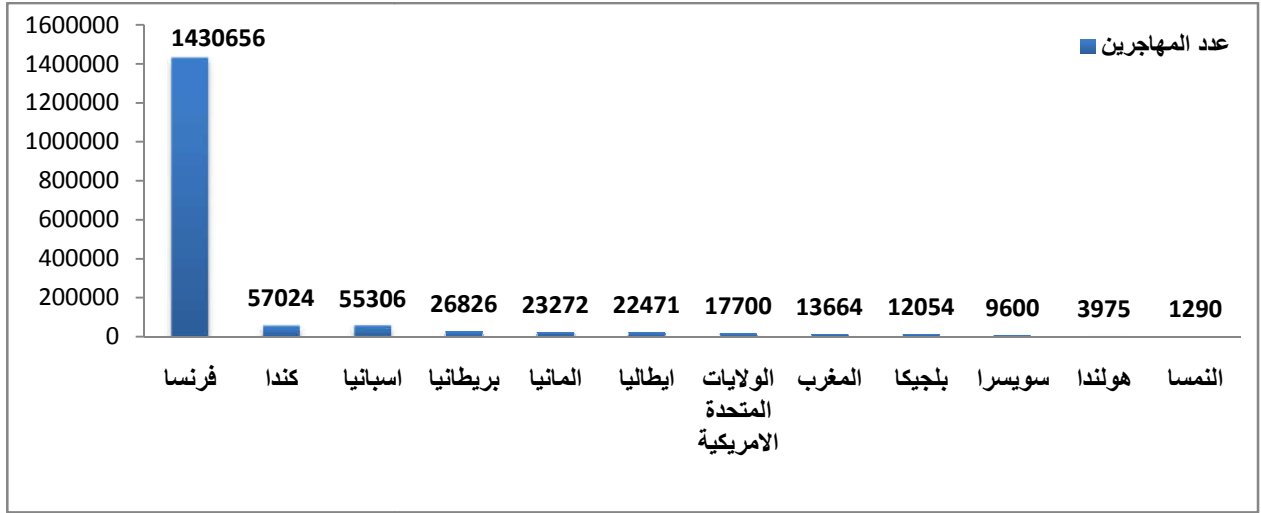 عدد المهاجرين
1600000
1400000
1200000
1000000
800000
600000
400000
200000
0
1430656
57024
55306
26826
23272
22471
17700
13664
12054
9600
3975
1290
فرنسا
كندا
اسبانيا
بريطانيا
المانيا
ايطاليا
الولايات
المتحدة
الامريكية
المغرب
بلجيكا
سويسرا
هولندا
النمسا